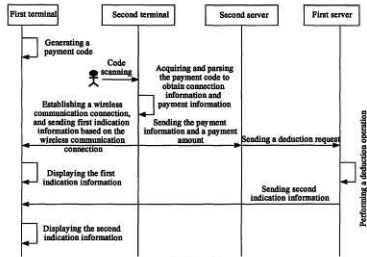 First terminal
Second terminal
Second server
First server
Generating a
payment code
Code
scanning
Acquiring and parsing
the payment code to
obtain connection
information and
payment information
Establishing a wireless
communication connection,
and sending first indication
information based on the
wireless communication
connection
Sending the payment
information and a payment
amount
Sending a deduction request
Performing a deduction operation
Displaying the first
indication information
Sending second
indication information
Displaying the second
indication information